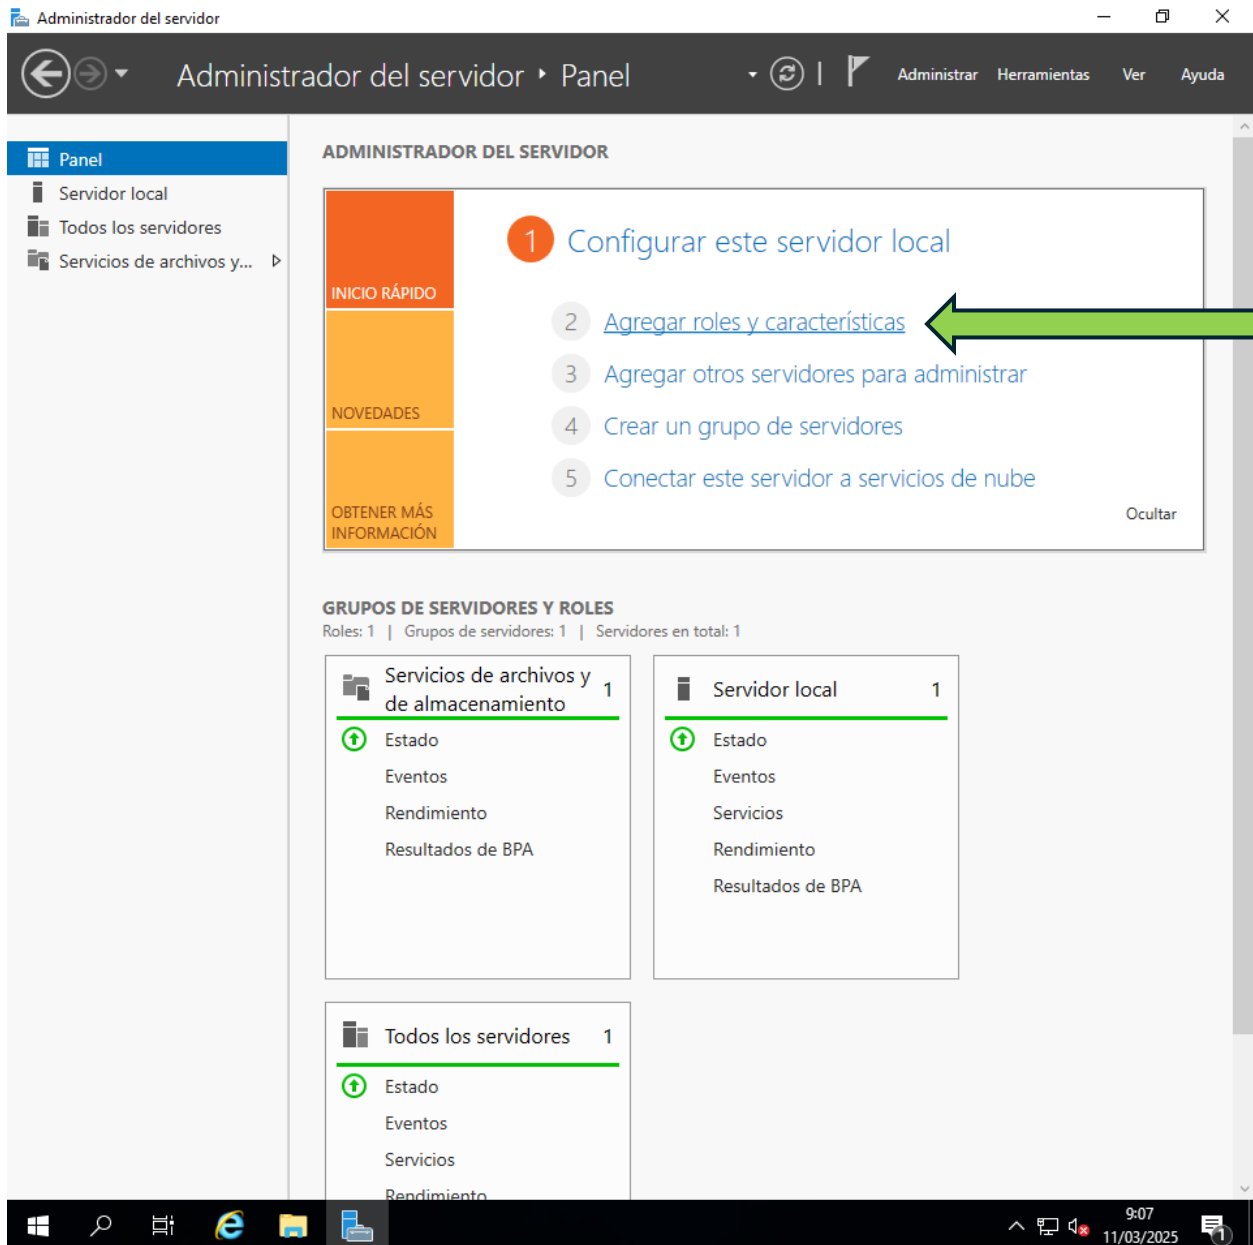 Administrador del servidor
Administrador del servidor ‣ Panel
Administrar Herramientas Ver Ayuda
Panel
Servidor local
Todos los servidores
Servicios de archivos y...
ADMINISTRADOR DEL SERVIDOR
INICIO RÁPIDO
NOVEDADES
OBTENER MÁS
INFORMACIÓN
1 Configurar este servidor local
2 Agregar roles y características
3 Agregar otros servidores para administrar
4 Crear un grupo de servidores
5 Conectar este servidor a servicios de nube
Ocultar
GRUPOS DE SERVIDORES Y ROLES
Roles: 1 | Grupos de servidores: 1 | Servidores en total: 1
Servicios de archivos y
de almacenamiento 1
Estado
Eventos
Rendimiento
Resultados de BPA
Servidor local 1
Estado
Eventos
Servicios
Rendimiento
Resultados de BPA
Todos los servidores 1
Estado
Eventos
Servicios
Rendimiento
9:07
11/03/2025
1